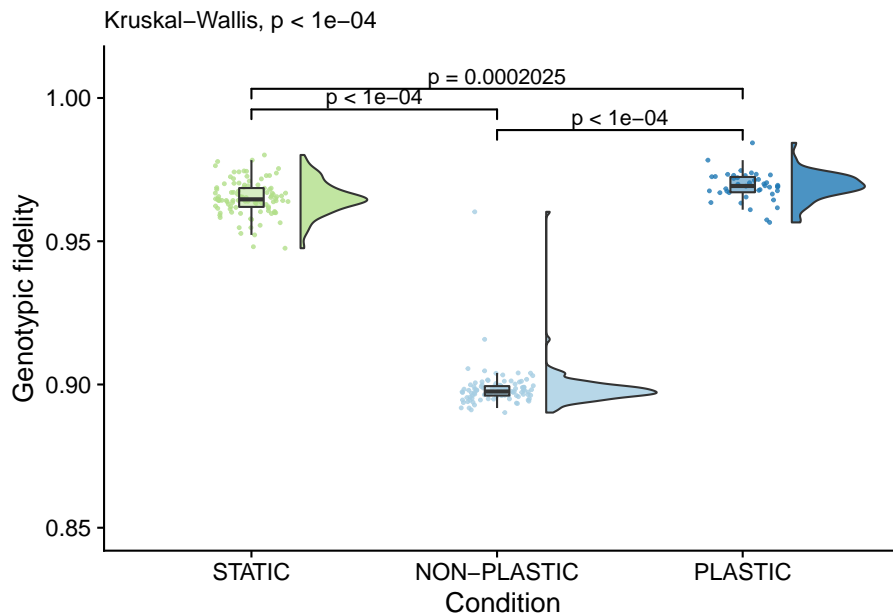 Kruskal−Wallis, p < 1e−04
p = 0.0002025
p < 1e−04
p < 1e−04
1.00
0.95
0.90
0.85
Genotypic fidelity
STATIC
NON−PLASTIC
PLASTIC
Condition